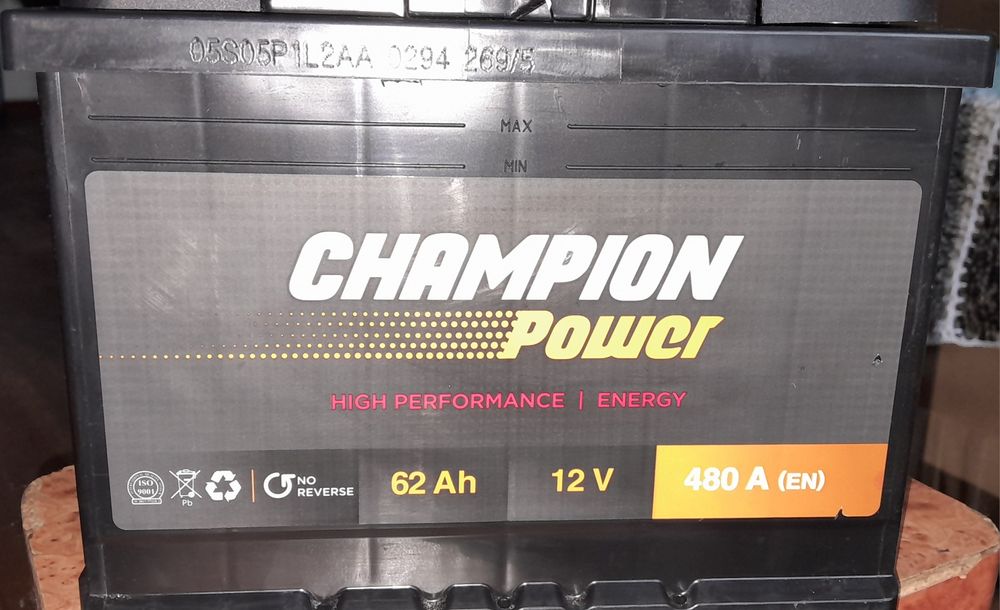 05S05P1L2AA 0294 269/5
MAX
MIN
CHAMPION
Power
HIGH PERFORMANCE | ENERGY
ISO
9001
Pb
NO
REVERSE
62 Ah
12 V
480 A (EN)